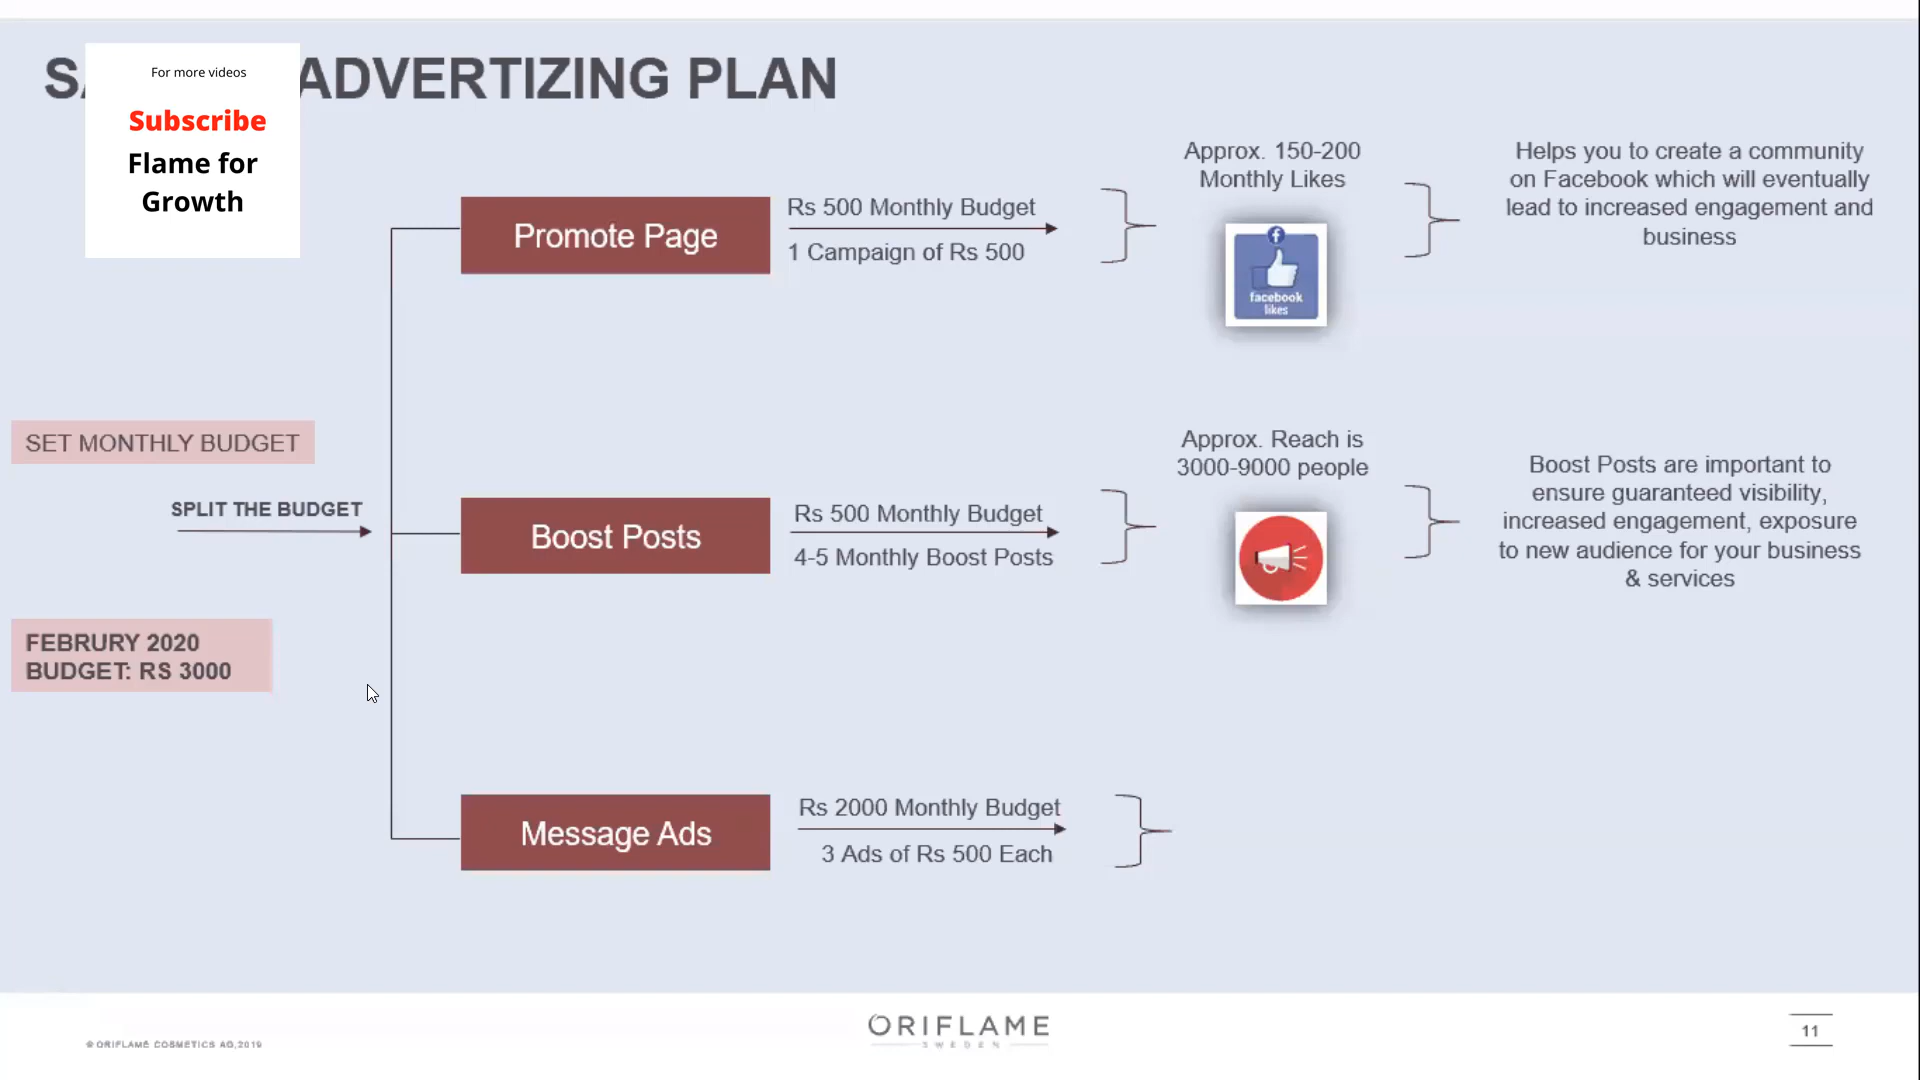 ADVERTIZING PLAN
For more videos
Subscribe
Flame for
Growth
Promote Page
Rs 500 Monthly Budget
1 Campaign of Rs 500
Approx. 150-200
Monthly Likes
facebook
likes
Helps you to create a community
on Facebook which will eventually
lead to increased engagement and
business
SET MONTHLY BUDGET
SPLIT THE BUDGET
Boost Posts
Rs 500 Monthly Budget
4-5 Monthly Boost Posts
Approx. Reach is
3000-9000 people
Boost Posts are important to
ensure guaranteed visibility,
increased engagement, exposure
to new audience for your business
& services
FEBRURY 2020
BUDGET: RS 3000
Message Ads
Rs 2000 Monthly Budget
3 Ads of Rs 500 Each
© ORIFLAME COSMETICS AG, 2019
ORIFLAME
SWEDEN
11